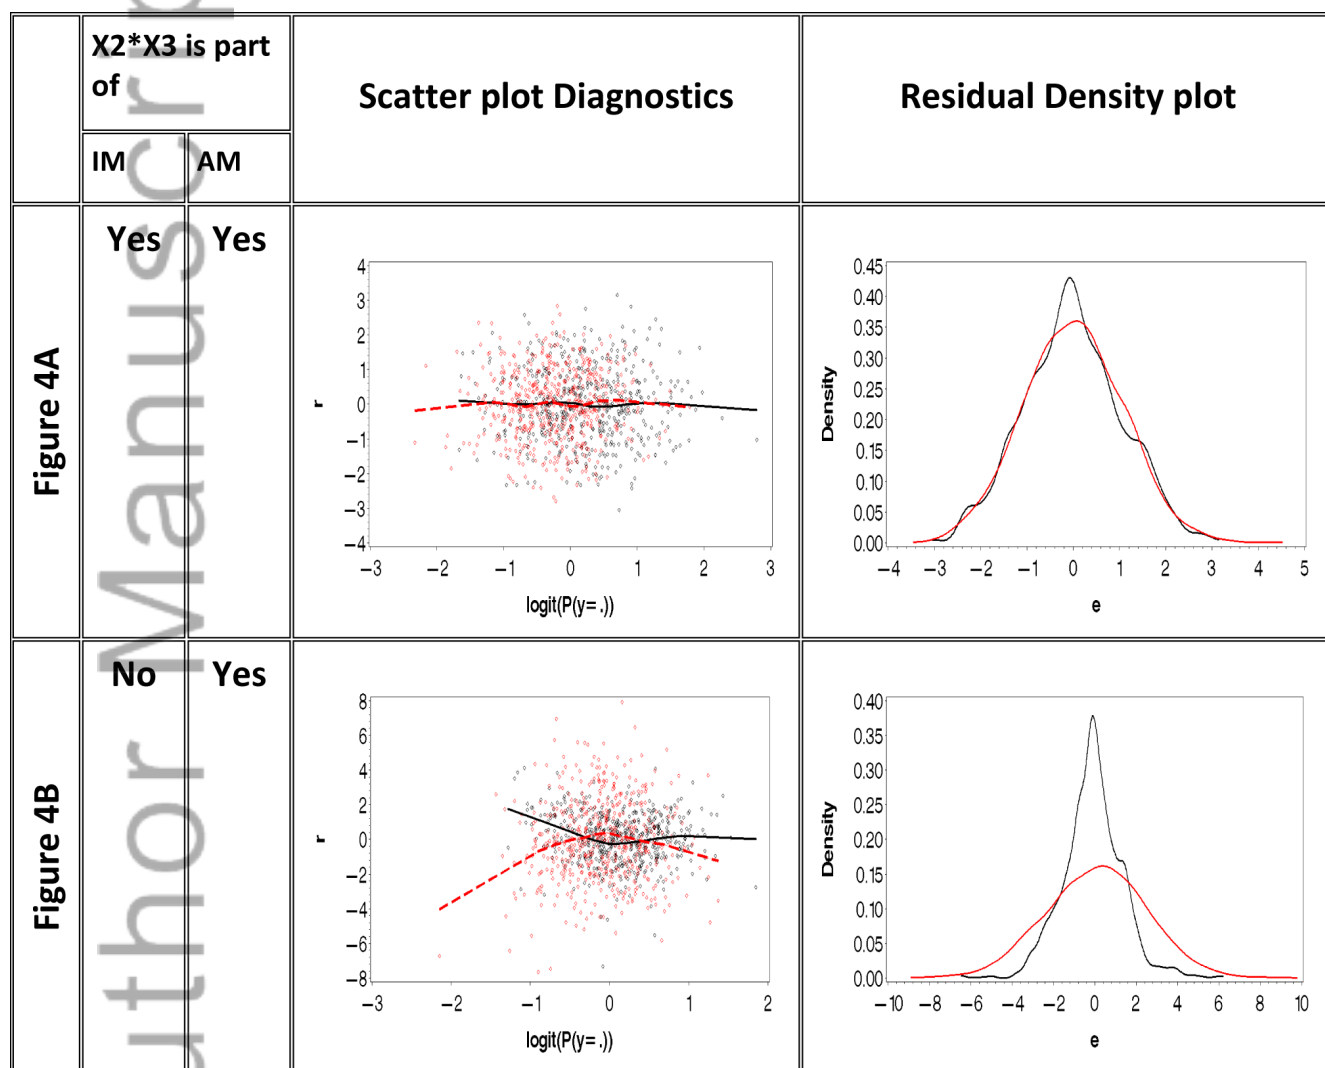 X2*X3 is part
of
Scatter plot Diagnostics
Residual Density plot
IM
AM
Figure 4A
Yes
Yes
4
3
2
1
0
−1
−2
−3
−4
r
−3 −2 −1 0 1 2 3
logit(P(y= .))
0.45
0.40
0.35
0.30
0.25
0.20
0.15
0.10
0.05
0.00
Density
−4 −3 −2 −1 0 1 2 3 4 5
e
Figure 4B
No
Yes
8
6
4
2
0
−2
−4
−6
−8
r
−3 −2 −1 0 1 2
logit(P(y= .))
0.40
0.35
0.30
0.25
0.20
0.15
0.10
0.05
0.00
Density
−10 −8 −6 −4 −2 0 2 4 6 8 10
e
uthor Manuscrip